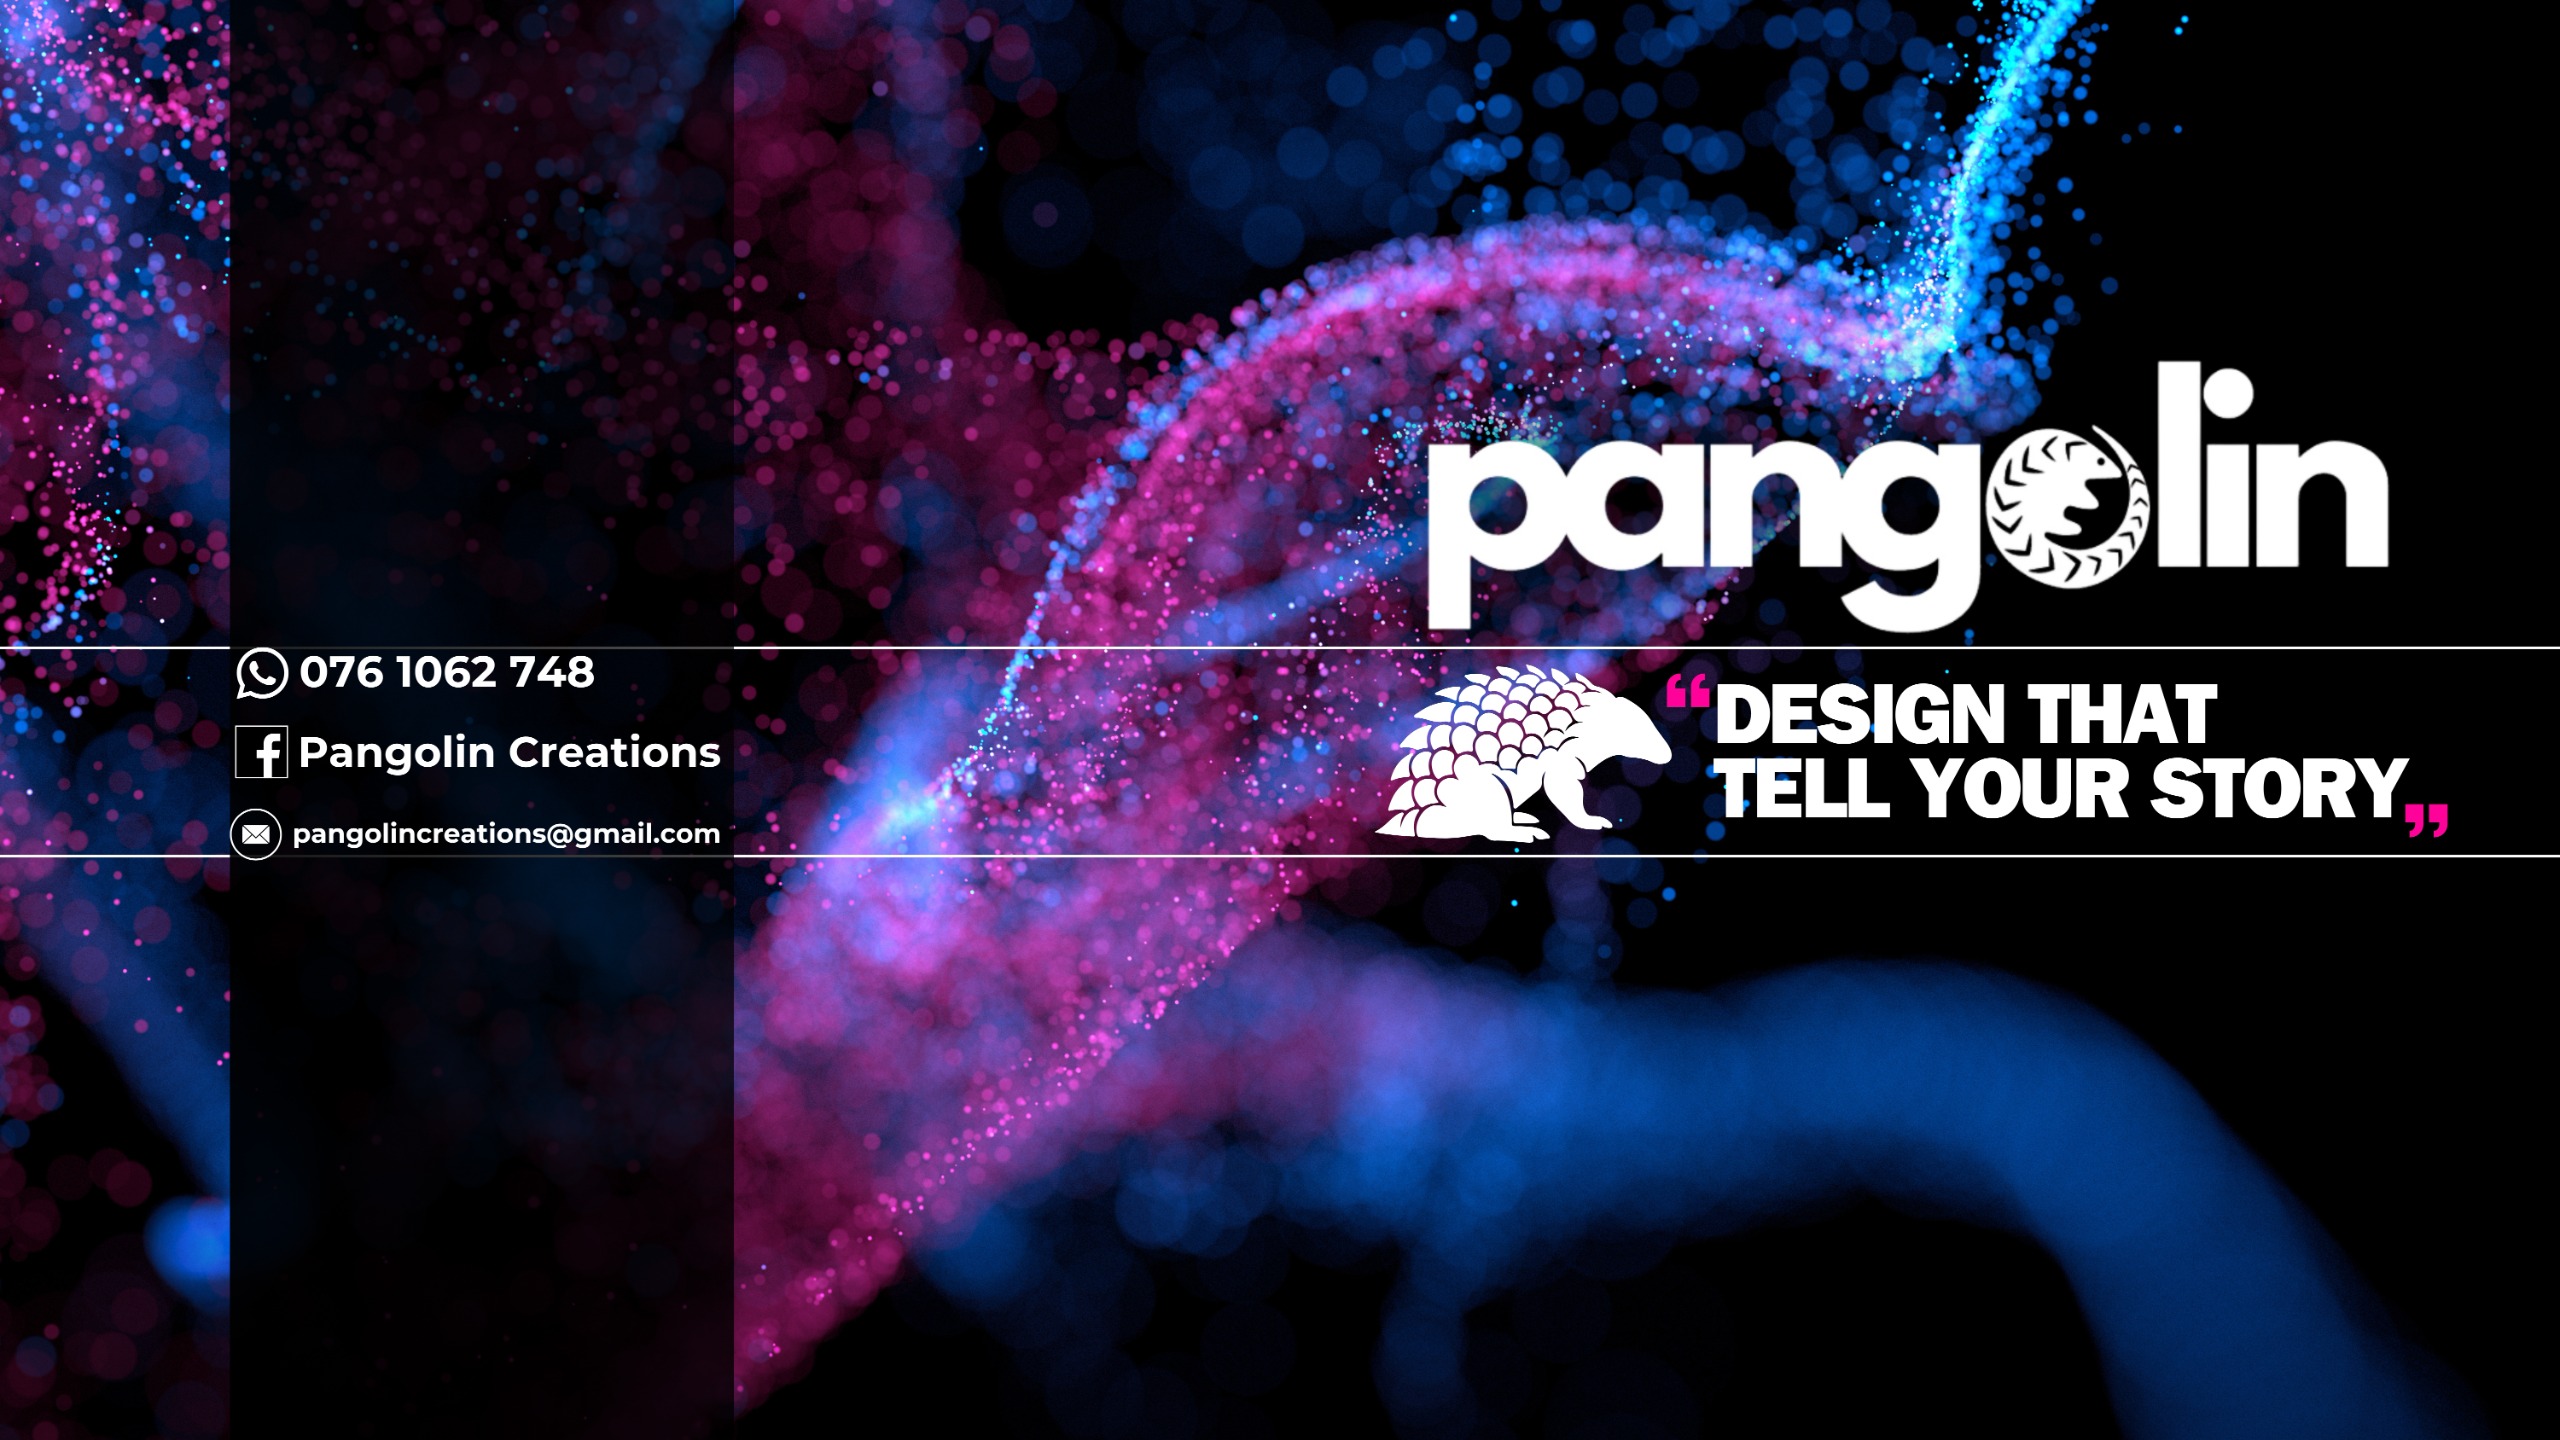 pangolin
076 1062 748
Pangolin Creations
pangolincreations@gmail.com
“DESIGN THAT
TELL YOUR STORY”